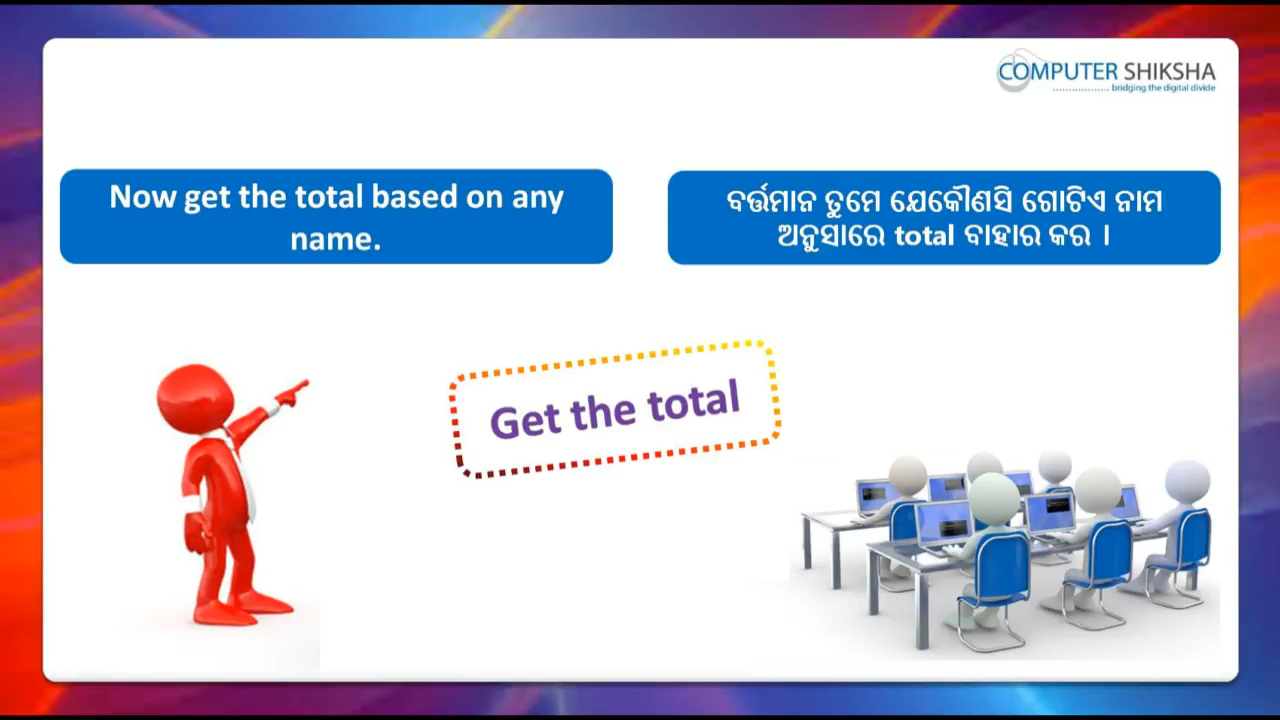 COMPUTER SHIKSHA
bridging the digital divide
Now get the total based on any
name.
ବର୍ତ୍ତମାନ ତୁମେ ଯେକୌଣସି ଗୋଟିଏ ନାମ
ଅନୁସାରେ total ବାହାର କର ।
Get the total